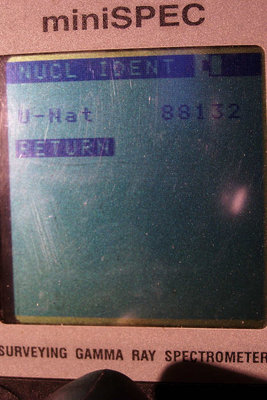 miniSPEC
NUCL IDENT
U-Nat 88132
RETURN
SURVEYING GAMMA RAY SPECTROMETER